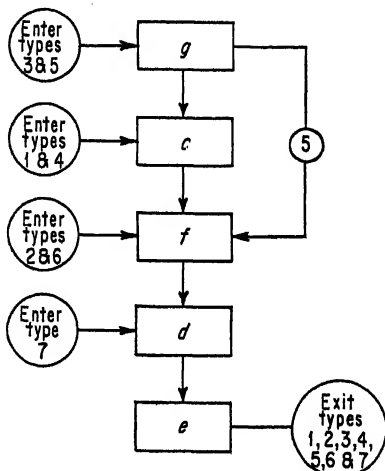 Enter
types
3&5
g
5
Enter
types
1&4
c
Enter
types
2&6
f
Enter
type
7
d
e
Exit
types
1,2,3,4,
5,6 & 7